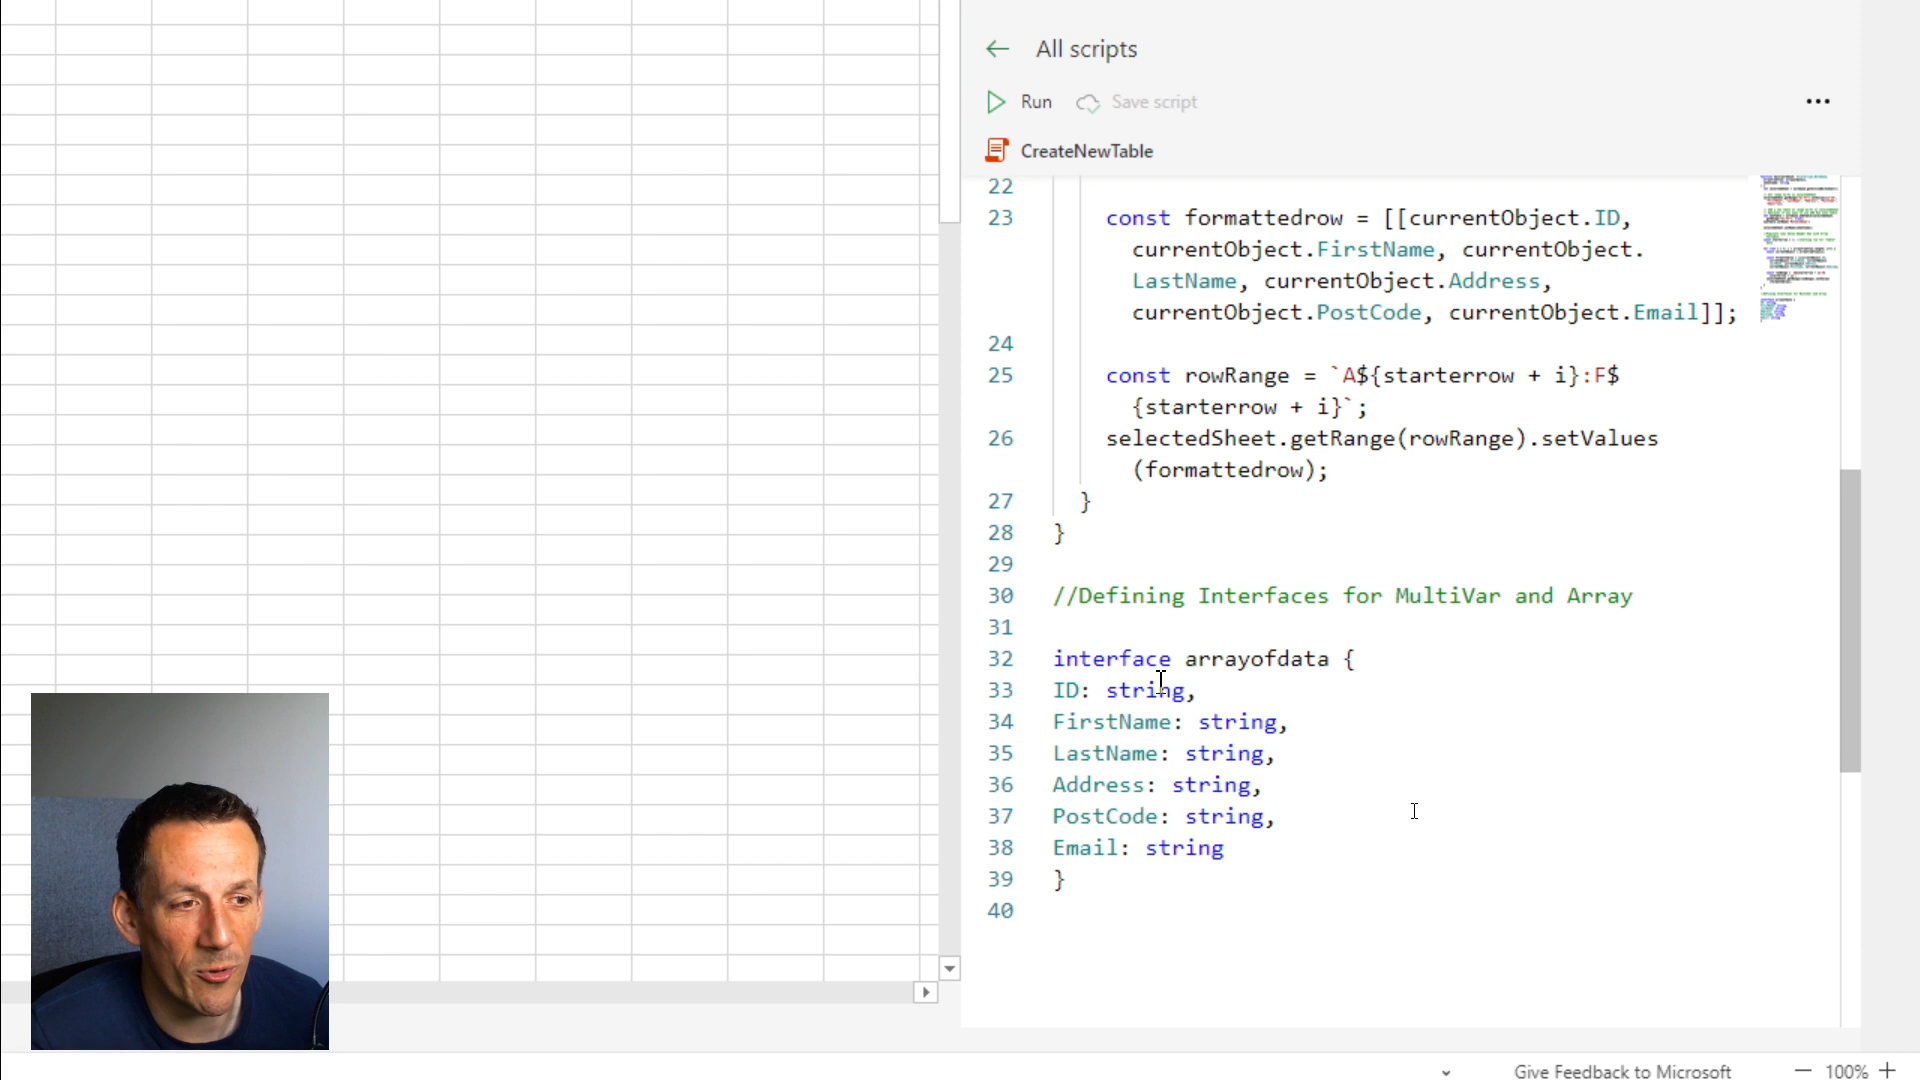 All scripts
Run
Save script
CreateNewTable
22
23 const formattedrow = [[currentObject.ID,
currentObject.FirstName, currentObject.
LastName, currentObject.Address,
currentObject.PostCode, currentObject.Email]];
24
25 const rowRange = `A${starterrow + i}:F$
{starterrow + i}`;
26 selectedSheet.getRange(rowRange).setValues
(formattedrow);
27 }
28 }
29
30 //Defining Interfaces for MultiVar and Array
31
32 interface arrayofdata {
33 ID: string,
34 FirstName: string,
35 LastName: string,
36 Address: string,
37 PostCode: string,
38 Email: string
39 }
40
Give Feedback to Microsoft
100%